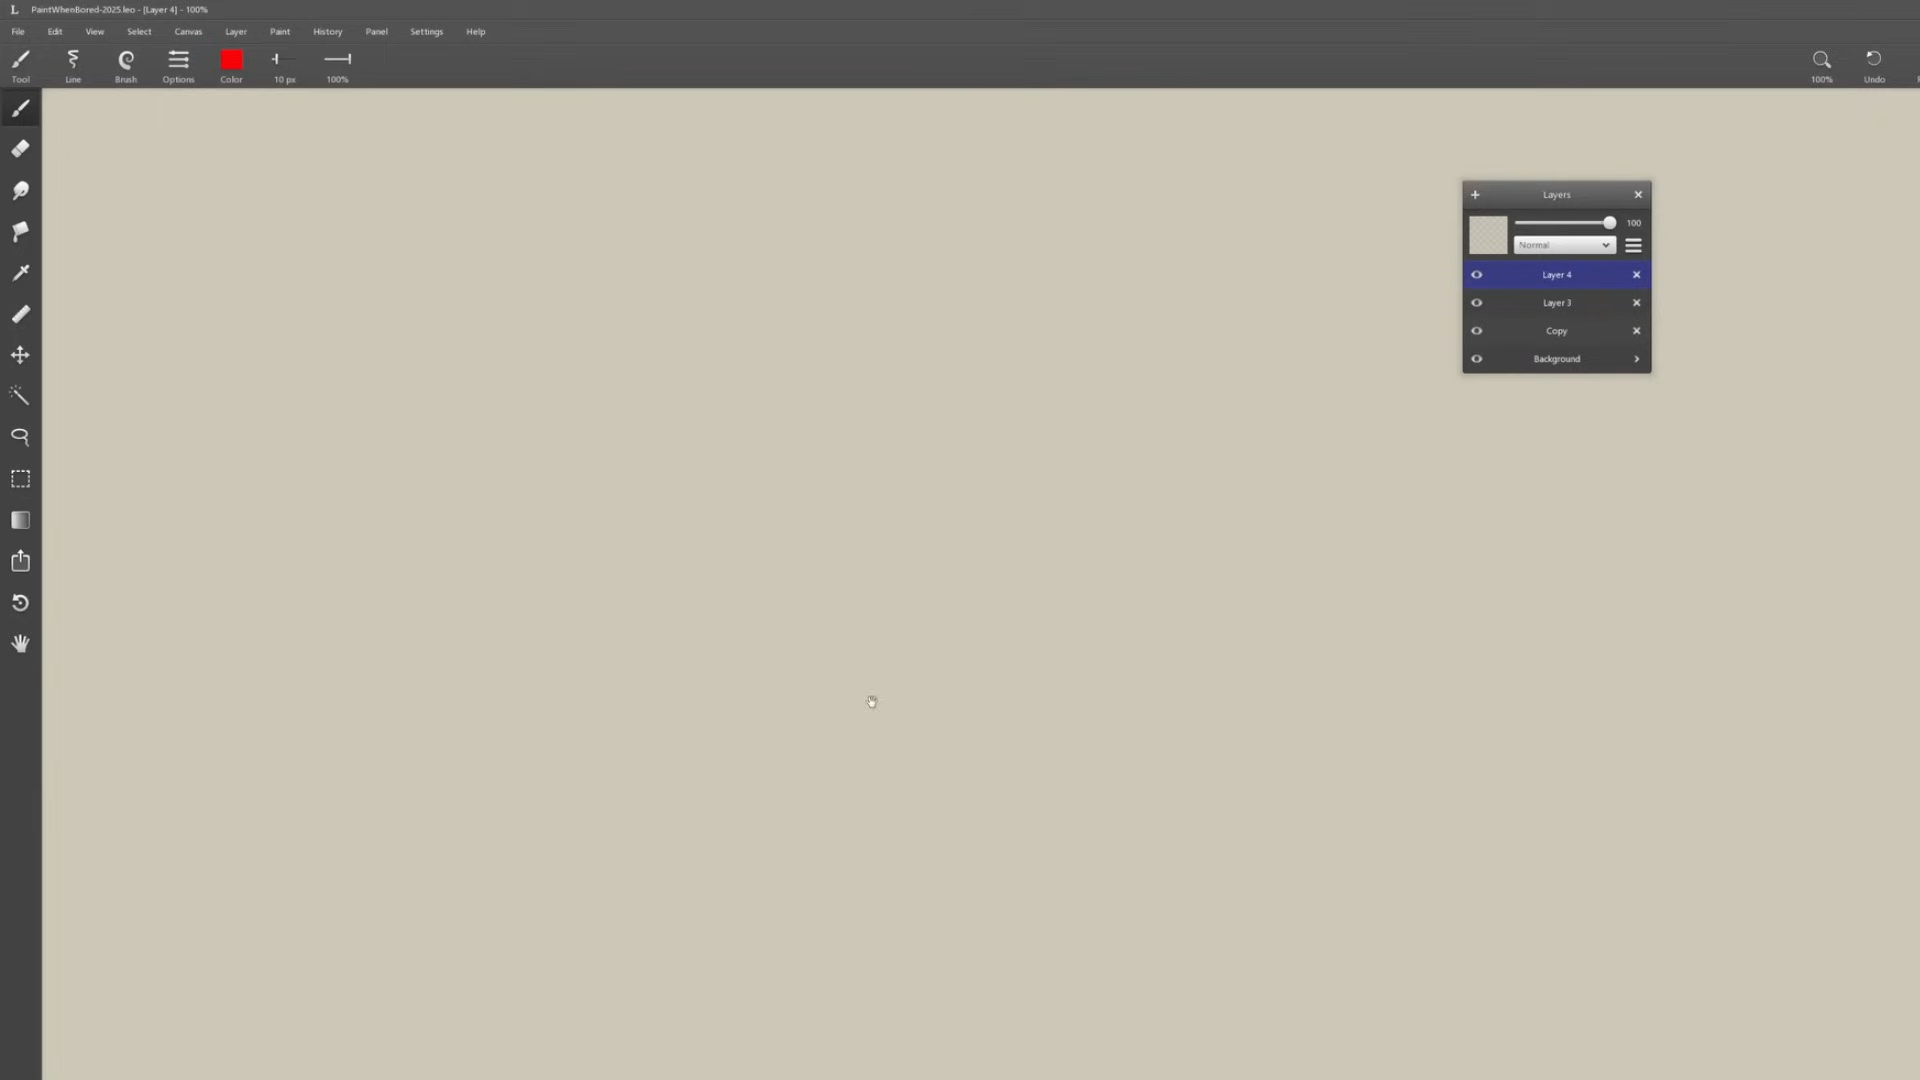 L PaintWhenBored-2025.leo - [Layer 4] - 100%
File Edit View Select Canvas Layer Paint History Panel Settings Help
Tool Line Brush Options Color 10 px 100% 100% Undo
Layers
100
Normal
Layer 4
Layer 3
Copy
Background